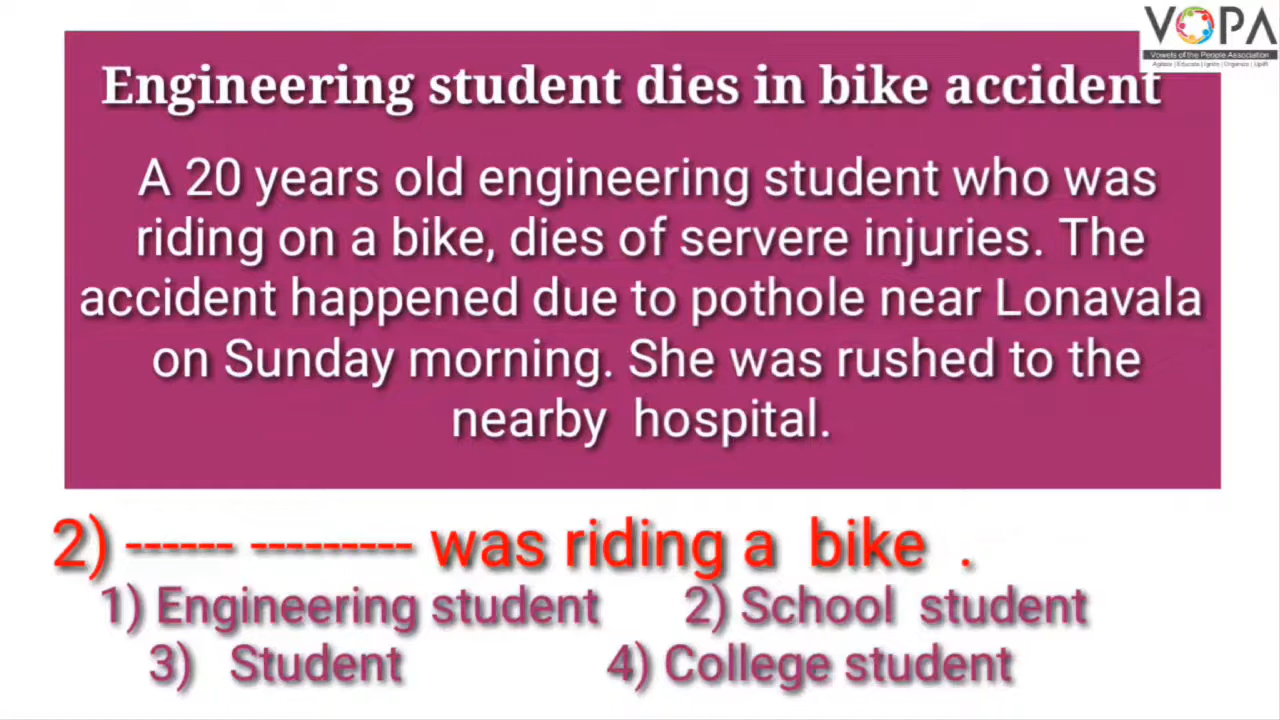 VOPA
Vowels of the People Association
Engineering student dies in bike accident
A 20 years old engineering student who was
riding on a bike, dies of servere injuries. The
accident happened due to pothole near Lonavala
on Sunday morning. She was rushed to the
nearby hospital.
2) ------ --------- was riding a bike .
1) Engineering student 2) School student
3) Student 4) College student